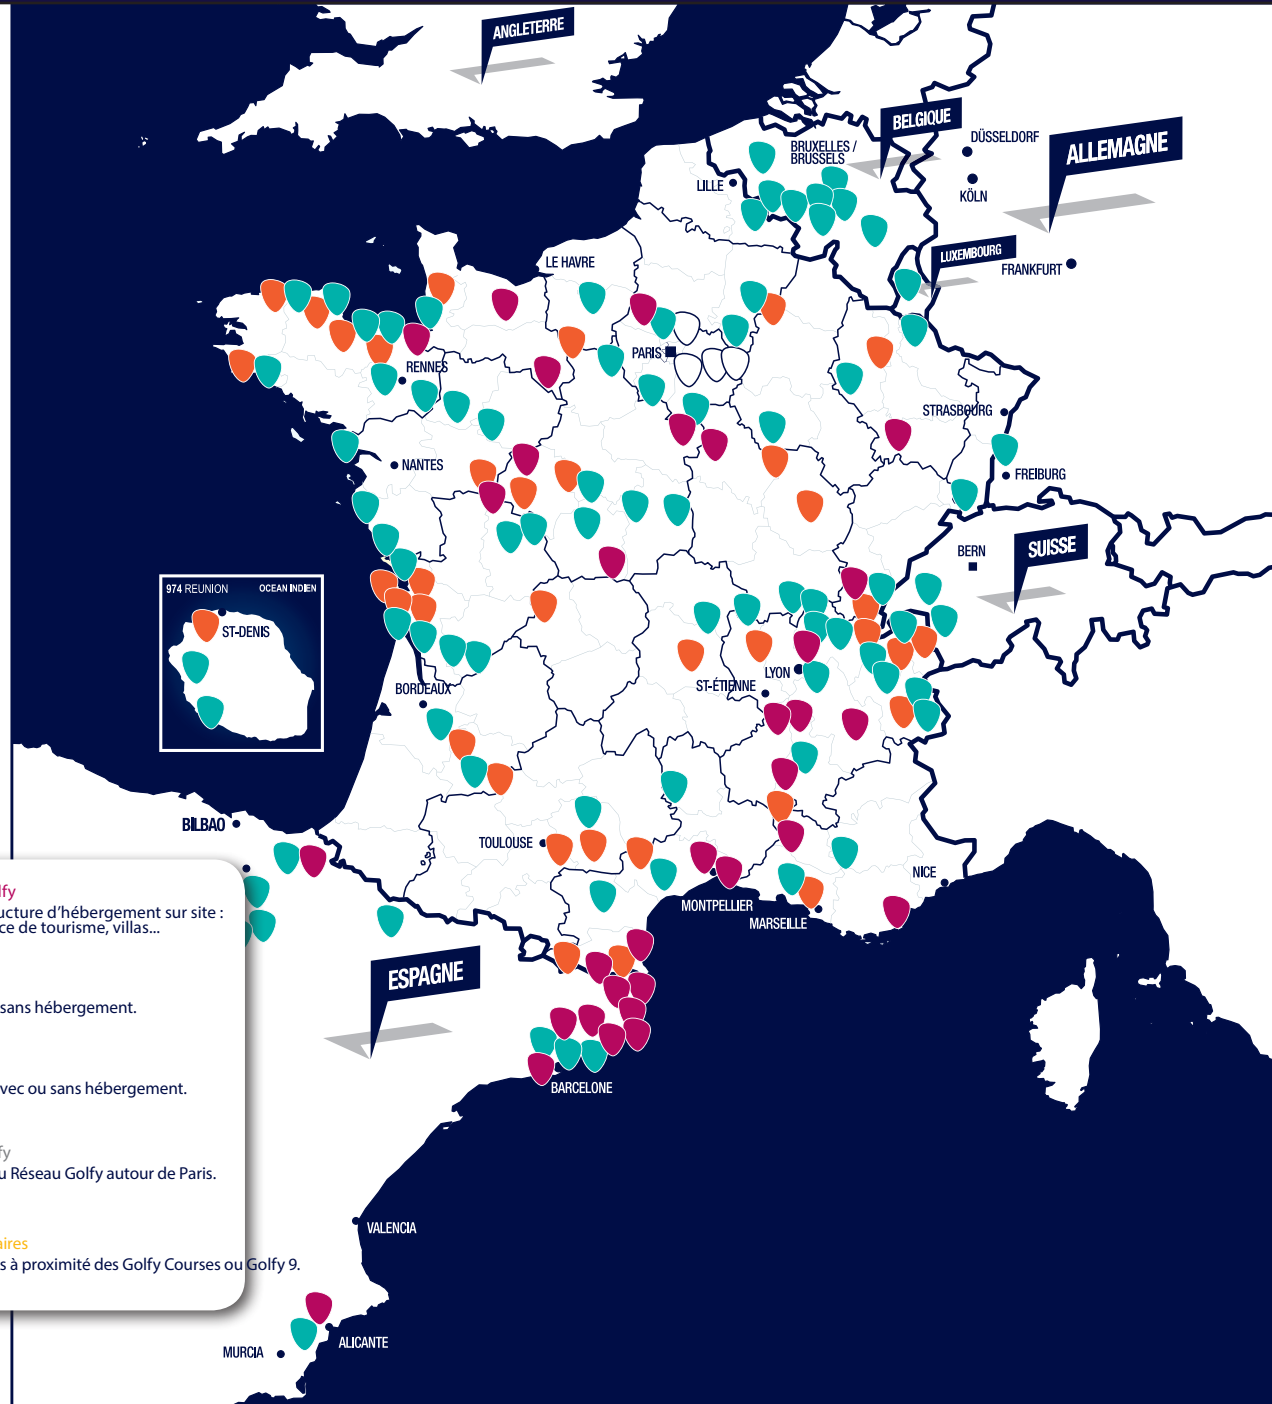 ANGLETERRE
BELGIQUE
DÜSSELDORF
ALLEMAGNE
BRUXELLES /
BRUSSELS
LILLE
KÖLN
LUXEMBOURG
LE HAVRE
FRANKFURT
PARIS
RENNES
STRASBOURG
NANTES
FREIBURG
BERN
SUISSE
974 REUNION
OCEAN INDIEN
ST-DENIS
LYON
ST-ÉTIENNE
BORDEAUX
BILBAO
TOULOUSE
NICE
MONTPELLIER
MARSEILLE
lfy
ucture d’hébergement sur site :
ce de tourisme, villas...
ESPAGNE
sans hébergement.
BARCELONE
vec ou sans hébergement.
fy
u Réseau Golfy autour de Paris.
VALENCIA
aires
s à proximité des Golfy Courses ou Golfy 9.
ALICANTE
MURCIA